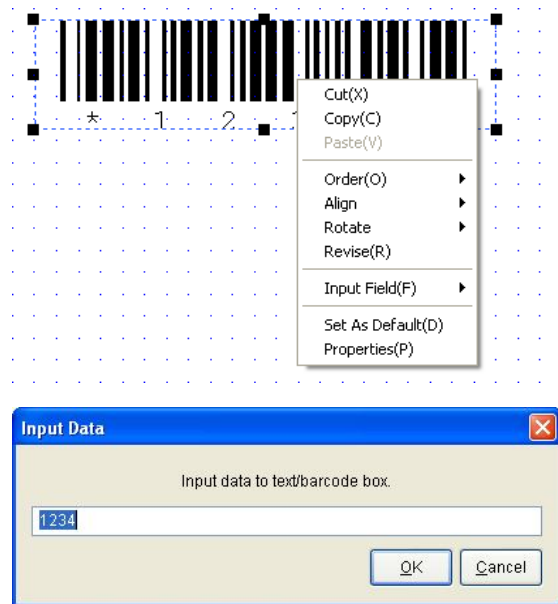 * 1 2
Cut(X)
Copy(C)
Paste(V)
Order(O)
Align
Rotate
Revise(R)
Input Field(F)
Set As Default(D)
Properties(P)
Input Data
Input data to text/barcode box.
1234
OK Cancel